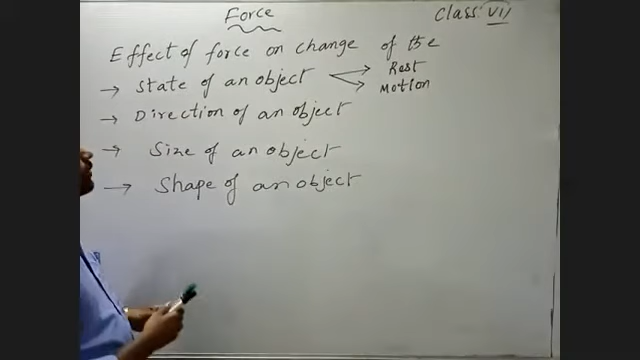 Force
Class: VII
Effect of force on change of the
→ State of an object
Rest
Motion
→ Direction of an object
→ Size of an object
→ Shape of an object